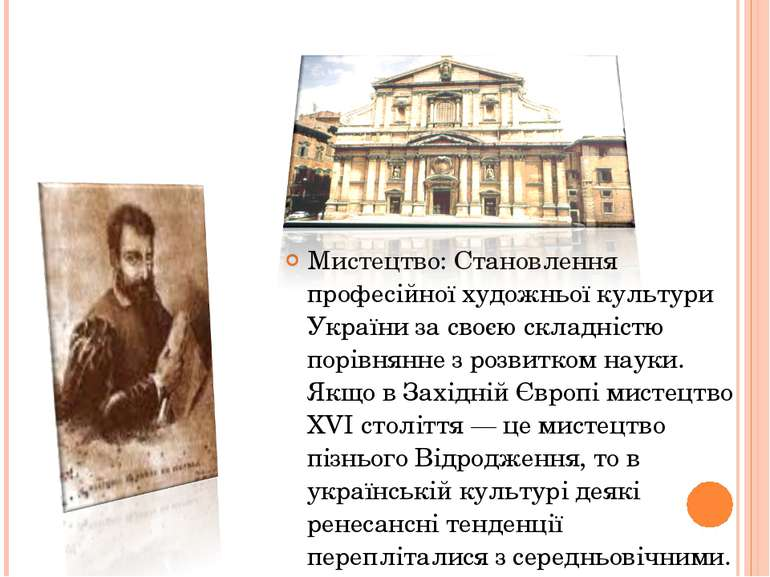 Мистецтво: Становлення
професійної художньої культури
України за своєю складністю
порівнянне з розвитком науки.
Якщо в Західній Європі мистецтво
XVI століття — це мистецтво
пізнього Відродження, то в
українській культурі деякі
ренесансні тенденції
перепліталися з середньовічними.